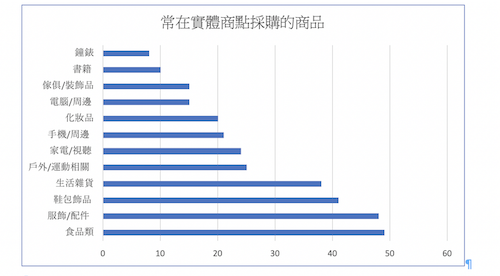 常在實體商點採購的商品
鐘錶
書籍
傢俱/裝飾品
電腦/周邊
化妝品
手機/周邊
家電/視聽
戶外/運動相關
生活雜貨
鞋包飾品
服飾/配件
食品類
0 10 20 30 40 50 60